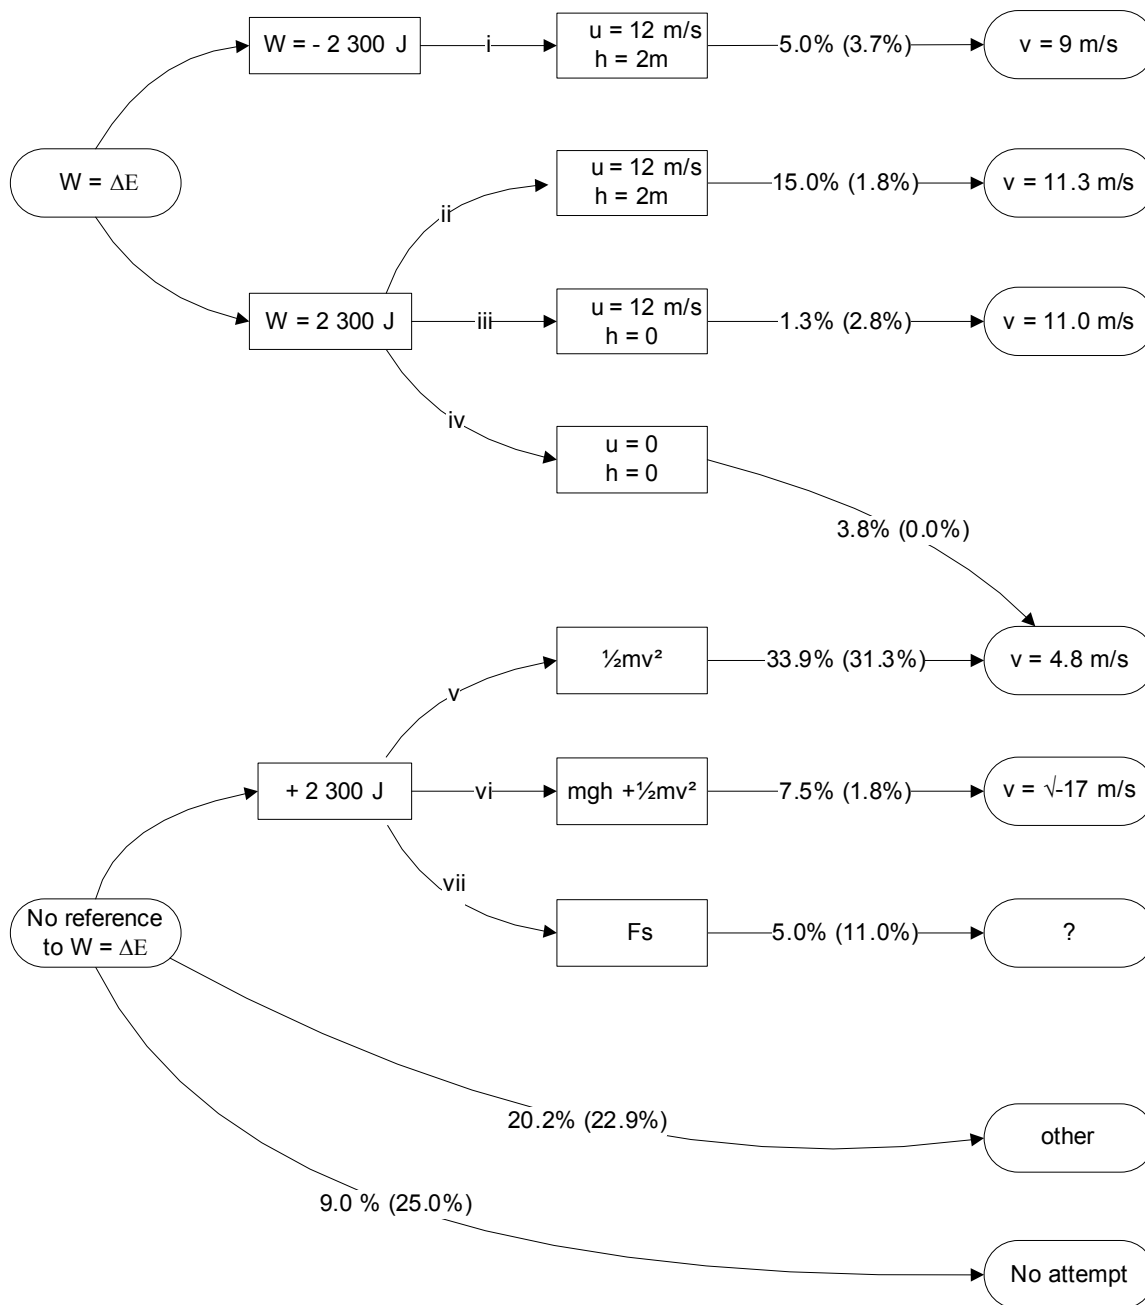 W = - 2 300 J
i
u = 12 m/s
h = 2m
5.0% (3.7%)
v = 9 m/s
W = ΔE
ii
u = 12 m/s
h = 2m
15.0% (1.8%)
v = 11.3 m/s
W = 2 300 J
iii
u = 12 m/s
h = 0
1.3% (2.8%)
v = 11.0 m/s
iv
u = 0
h = 0
3.8% (0.0%)
v
½mv²
33.9% (31.3%)
v = 4.8 m/s
+ 2 300 J
vi
mgh +½mv²
7.5% (1.8%)
v = √-17 m/s
vii
Fs
5.0% (11.0%)
?
No reference
to W = ΔE
20.2% (22.9%)
other
9.0 % (25.0%)
No attempt